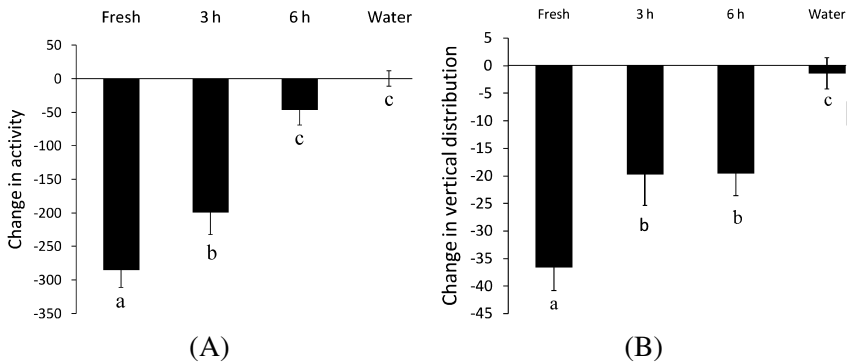 Fresh 3 h 6 h Water
50
0
-50
-100
-150
-200
-250
-300
-350
Change in activity
a
b
c
c
(A)
Fresh 3 h 6 h Water
5
0
-5
-10
-15
-20
-25
-30
-35
-40
-45
Change in vertical distribution
a
b
b
c
(B)